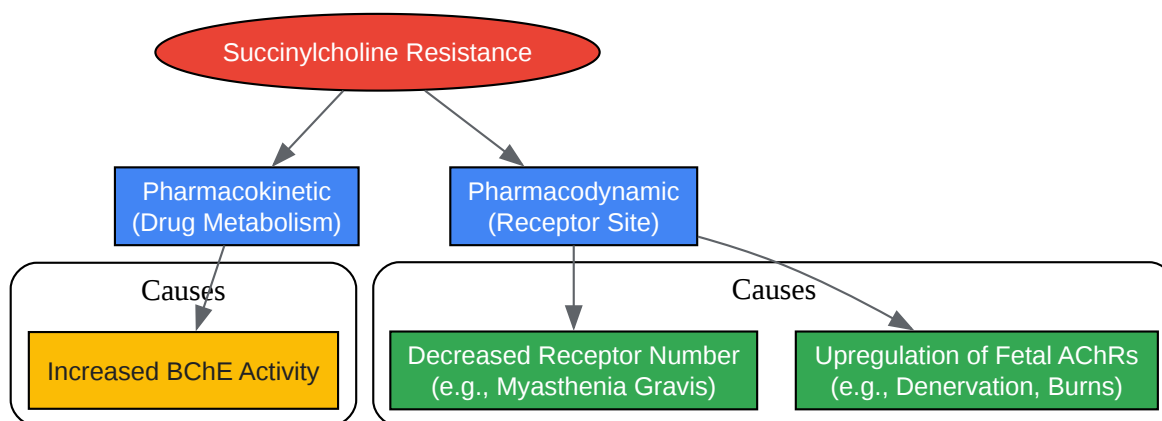 Succinylcholine Resistance
Pharmacokinetic
(Drug Metabolism)
Pharmacodynamic
(Receptor Site)
Causes
Causes
Increased BChE Activity
Decreased Receptor Number
(e.g., Myasthenia Gravis)
Upregulation of Fetal AChRs
(e.g., Denervation, Burns)